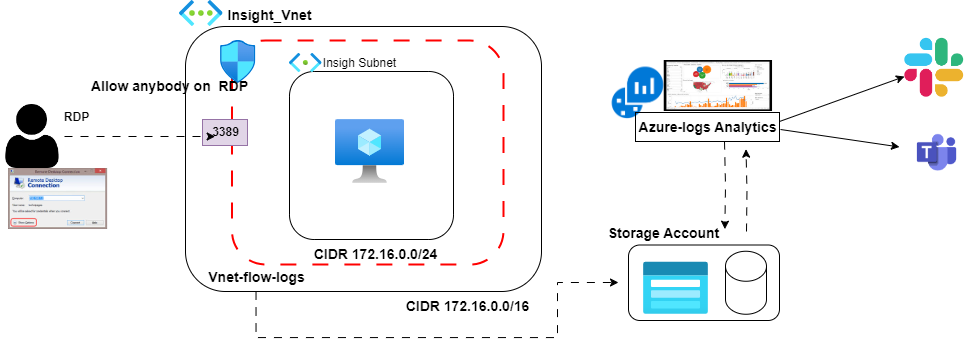 Insight_Vnet
Insigh Subnet
Allow anybody on RDP
RDP
3389
Remote Desktop
Connection
Azure-logs Analytics
CIDR 172.16.0.0/24
Vnet-flow-logs
CIDR 172.16.0.0/16
Storage Account